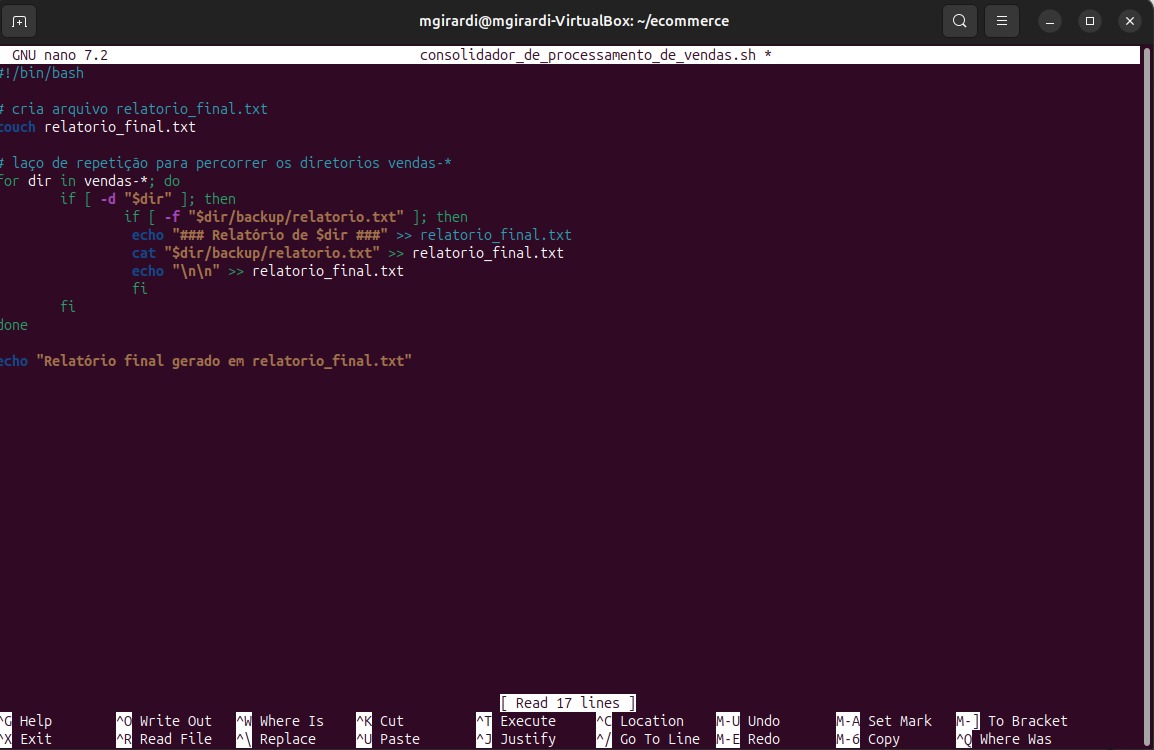 mgirardi@mgirardi-VirtualBox: ~/ecommerce
GNU nano 7.2 consolidador_de_processamento_de_vendas.sh *
#!/bin/bash
# cria arquivo relatorio_final.txt
touch relatorio_final.txt
# laço de repetição para percorrer os diretorios vendas-*
for dir in vendas-*; do
if [ -d "$dir" ]; then
if [ -f "$dir/backup/relatorio.txt" ]; then
echo "### Relatório de $dir ###" >> relatorio_final.txt
cat "$dir/backup/relatorio.txt" >> relatorio_final.txt
echo "\n\n" >> relatorio_final.txt
fi
fi
done
echo "Relatório final gerado em relatorio_final.txt"
[ Read 17 lines ]
^G Help ^O Write Out ^W Where Is ^K Cut ^T Execute ^C Location M-U Undo M-A Set Mark M-] To Bracket
^X Exit ^R Read File ^\ Replace ^U Paste ^J Justify ^/ Go To Line M-E Redo M-6 Copy ^Q Where Was